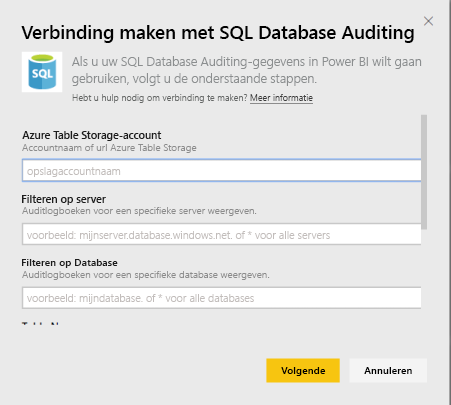 Verbinding maken met SQL Database Auditing
SQL
Als u uw SQL Database Auditing-gegevens in Power BI wilt gaan
gebruiken, volgt u de onderstaande stappen.
Hebt u hulp nodig om verbinding te maken? Meer informatie
Azure Table Storage-account
Accountnaam of url Azure Table Storage
opslagaccountnaam
Filteren op server
Auditlogboeken voor een specifieke server weergeven.
voorbeeld: mijnserver.database.windows.net. of * voor alle servers
Filteren op Database
Auditlogboeken voor een specifieke database weergeven.
voorbeeld: mijndatabase. of * voor alle databases
Volgende
Annuleren